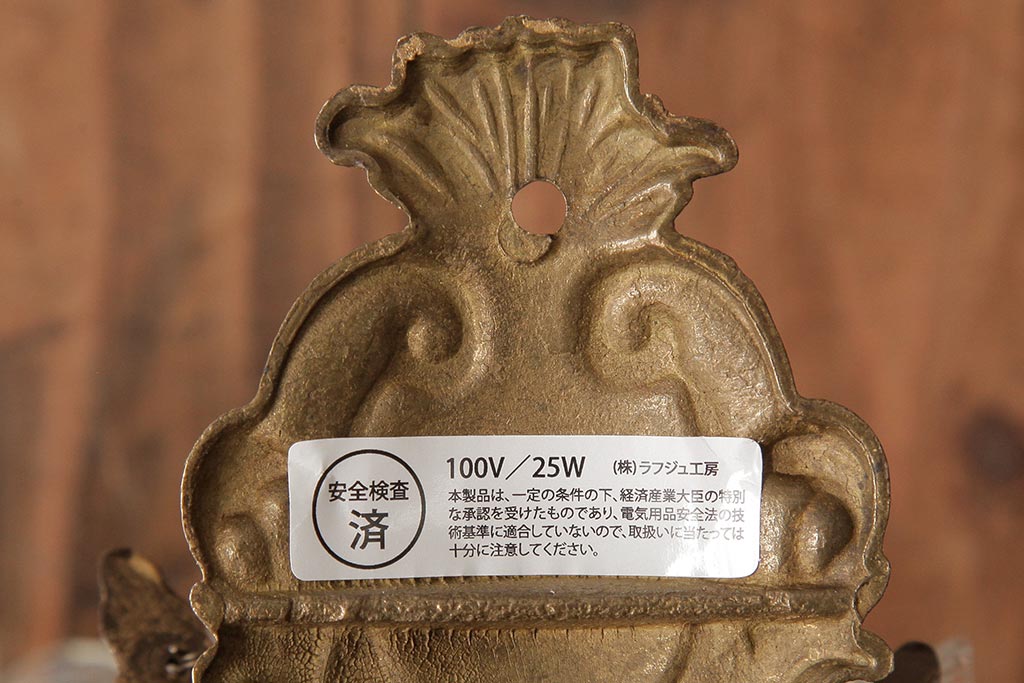 安全検査
済
100V／25W （株）ラフジュ工房
本製品は、一定の条件の下、経済産業大臣の特別
な承認を受けたものであり、電気用品安全法の技
術基準に適合していないので、取扱いに当たっては
十分に注意してください。